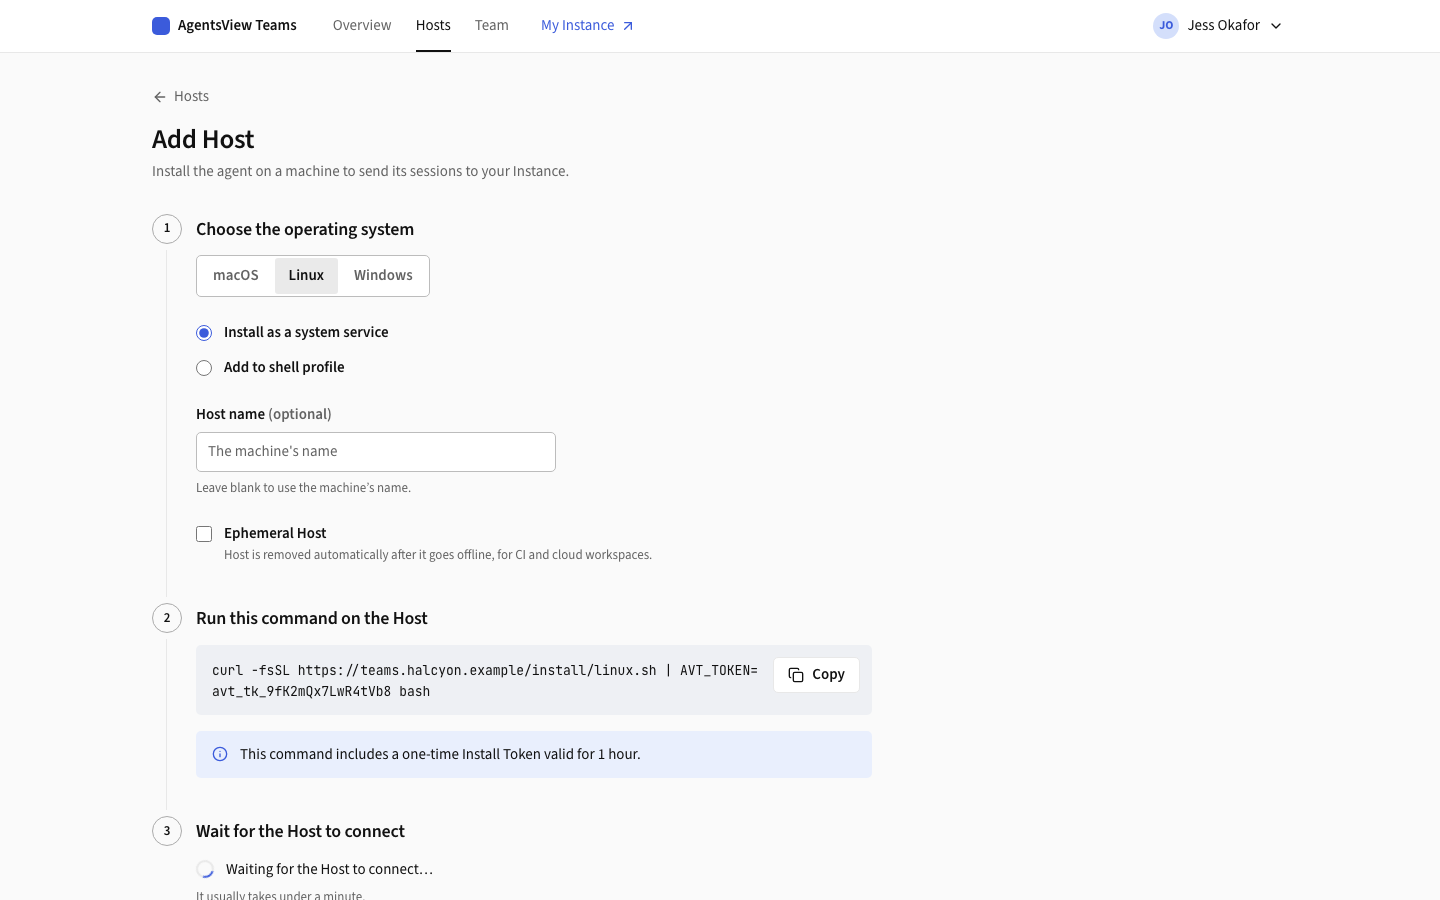 AgentsView Teams
Overview
Hosts
Team
My Instance
JO
Jess Okafor
Hosts
Add Host
Install the agent on a machine to send its sessions to your Instance.
1
Choose the operating system
macOS
Linux
Windows
Install as a system service
Add to shell profile
Host name (optional)
The machine's name
Leave blank to use the machine’s name.
Ephemeral Host
Host is removed automatically after it goes offline, for CI and cloud workspaces.
2
Run this command on the Host
curl -fsSL https://teams.halcyon.example/install/linux.sh | AVT_TOKEN=
avt_tk_9fK2mQx7LwR4tVb8 bash
Copy
This command includes a one-time Install Token valid for 1 hour.
3
Wait for the Host to connect
Waiting for the Host to connect…
It usually takes under a minute.